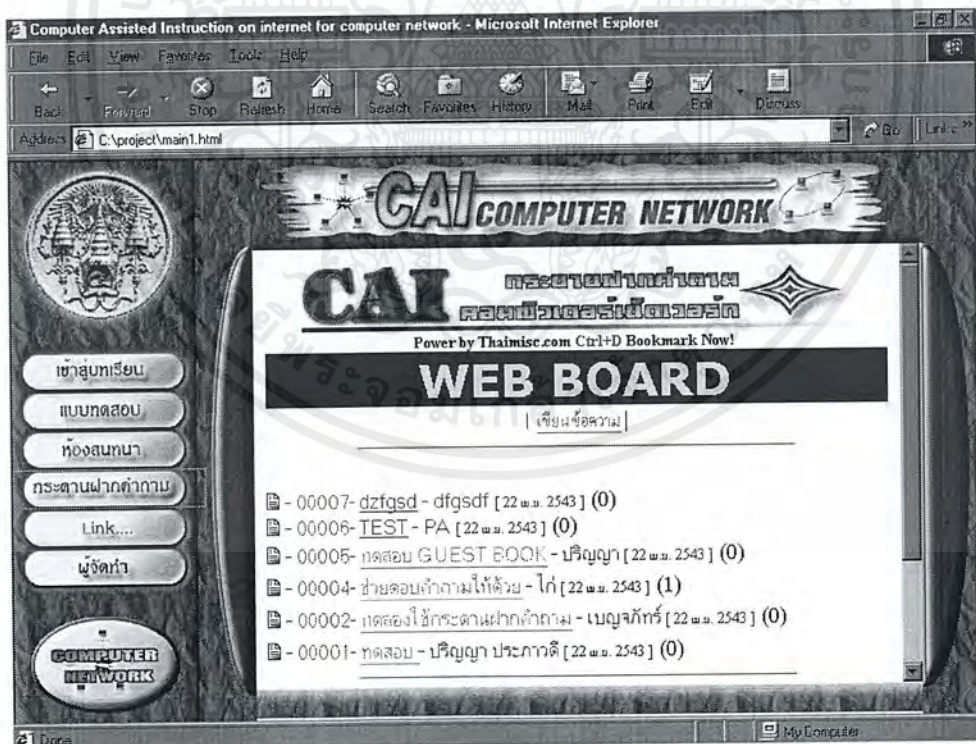 Computer Assisted Instruction on internet for computer network - Microsoft Internet Explorer
File Edit View Favorites Tools Help
Back Forward Stop Refresh Home Search Favorites History Mail Print Edit Discuss
Address C:\project\main1.html Go Links »
CAI COMPUTER NETWORK
CAI กระดานฝากคำถาม
คอมพิวเตอร์เน็ตเวอร์ก
Power by Thaimisc.com Ctrl+D Bookmark Now!
WEB BOARD
| เขียนข้อความ |
เข้าสู่บทเรียน
แบบทดสอบ
ห้องสนทนา
กระดานฝากคำถาม
Link....
ผู้จัดทำ
COMPUTER
NETWORK
- 00007- dzfgsd - dfgsdf [ 22 พ.ย. 2543 ] (0)
- 00006- TEST - PA [ 22 พ.ย. 2543 ] (0)
- 00005- ทดสอบ GUEST BOOK - ปริญญา [ 22 พ.ย. 2543 ] (0)
- 00004- ช่วยตอบคำถามให้ด้วย - ไก่ [ 22 พ.ย. 2543 ] (1)
- 00002- ทดลองใช้กระดานฝากคำถาม - เบญจภัทร์ [ 22 พ.ย. 2543 ] (0)
- 00001- ทดสอบ - ปริญญา ประภาวดี [ 22 พ.ย. 2543 ] (0)
Done My Computer